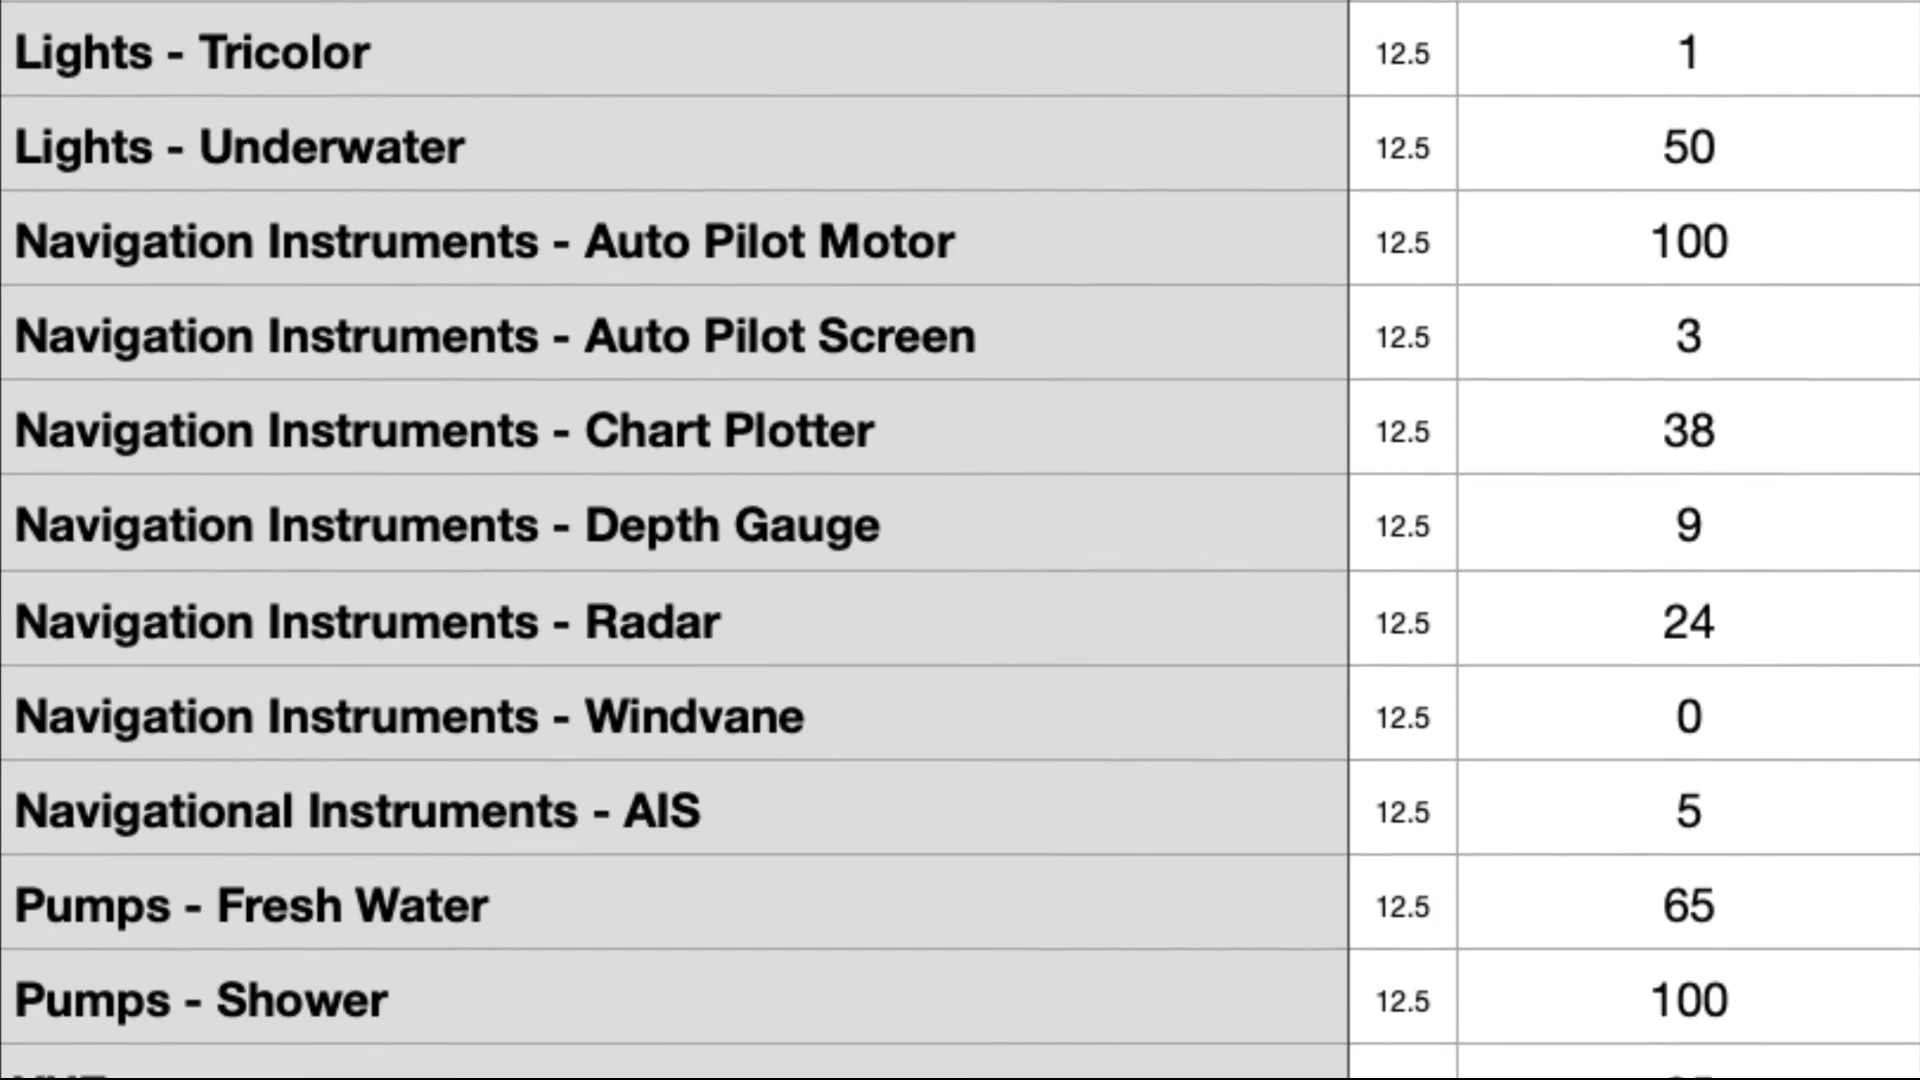 Lights - Tricolor 12.5 1
Lights - Underwater 12.5 50
Navigation Instruments - Auto Pilot Motor 12.5 100
Navigation Instruments - Auto Pilot Screen 12.5 3
Navigation Instruments - Chart Plotter 12.5 38
Navigation Instruments - Depth Gauge 12.5 9
Navigation Instruments - Radar 12.5 24
Navigation Instruments - Windvane 12.5 0
Navigational Instruments - AIS 12.5 5
Pumps - Fresh Water 12.5 65
Pumps - Shower 12.5 100